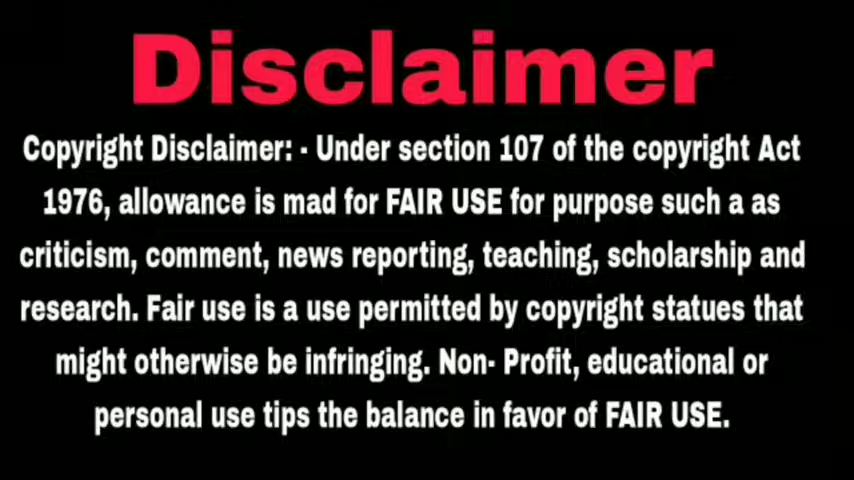 Disclaimer
Copyright Disclaimer: - Under section 107 of the copyright Act
1976, allowance is mad for FAIR USE for purpose such a as
criticism, comment, news reporting, teaching, scholarship and
research. Fair use is a use permitted by copyright statues that
might otherwise be infringing. Non- Profit, educational or
personal use tips the balance in favor of FAIR USE.